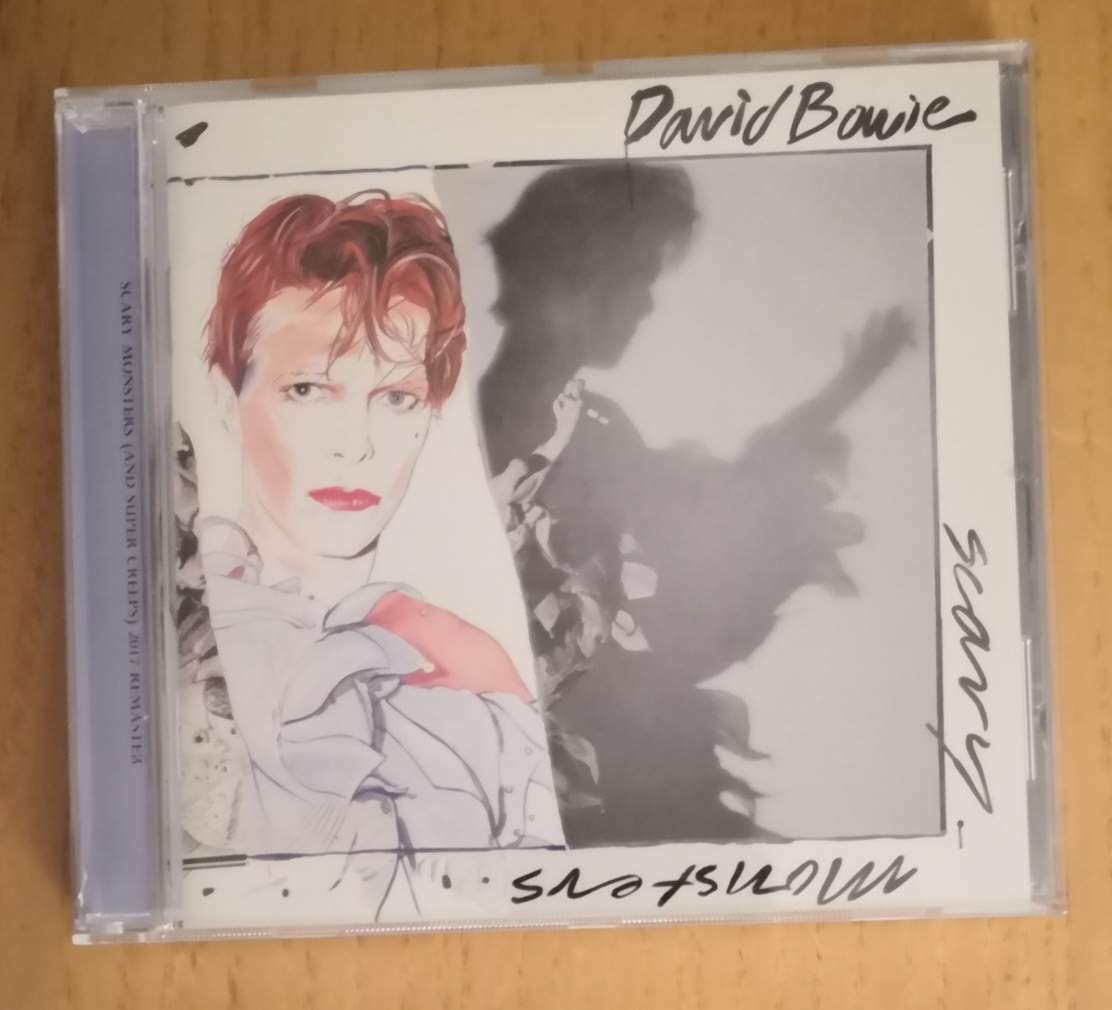 David Bowie
scary
monsters
SCARY MONSTERS (AND SUPER CREEPS) 2017 REMASTER